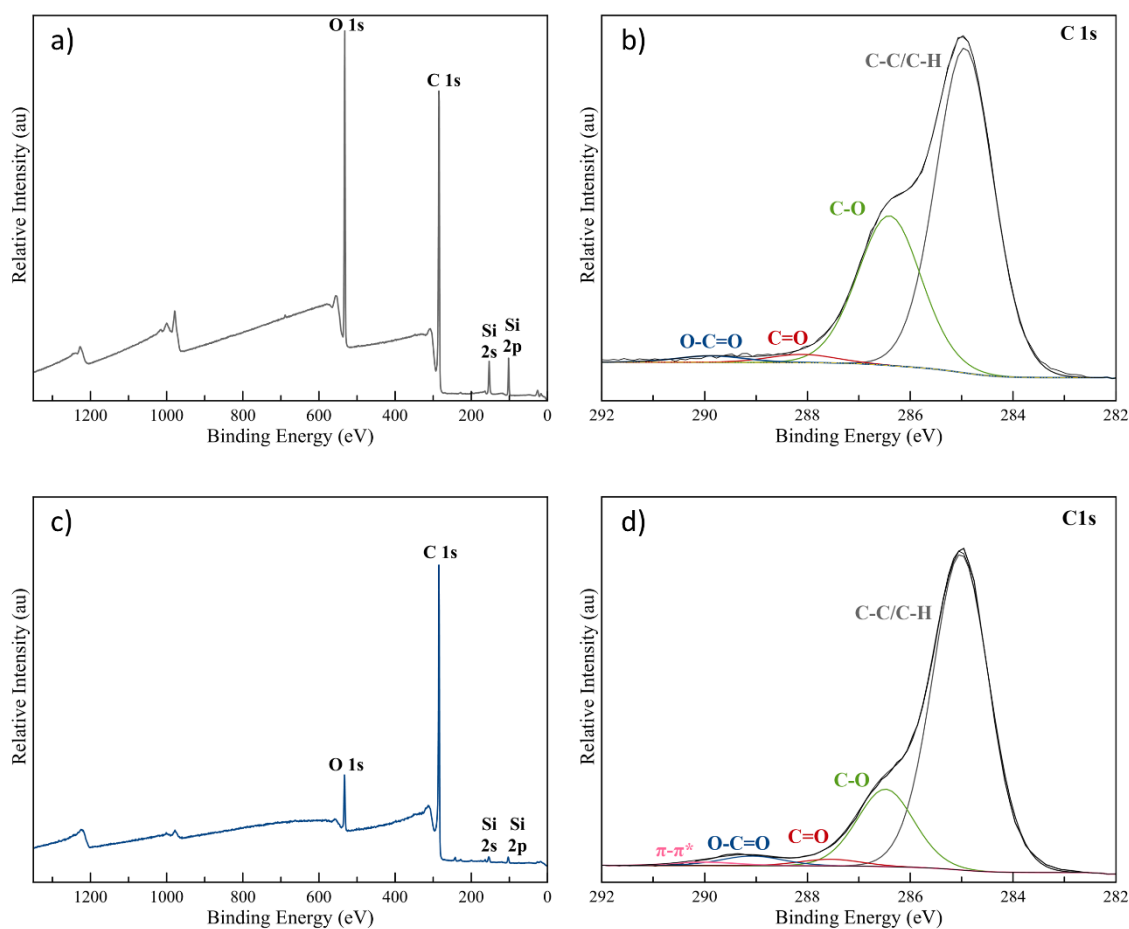 a)
O 1s
C 1s
Si
2s
Si
2p
Relative Intensity (au)
1200 1000 800 600 400 200 0
Binding Energy (eV)
b)
C 1s
C-C/C-H
C-O
O-C=O
C=O
Relative Intensity (au)
292 290 288 286 284 282
Binding Energy (eV)
c)
C 1s
O 1s
Si
2s
Si
2p
Relative Intensity (au)
1200 1000 800 600 400 200 0
Binding Energy (eV)
d)
C1s
C-C/C-H
C-O
C=O
O-C=O
π-π*
Relative Intensity (au)
292 290 288 286 284 282
Binding Energy (eV)